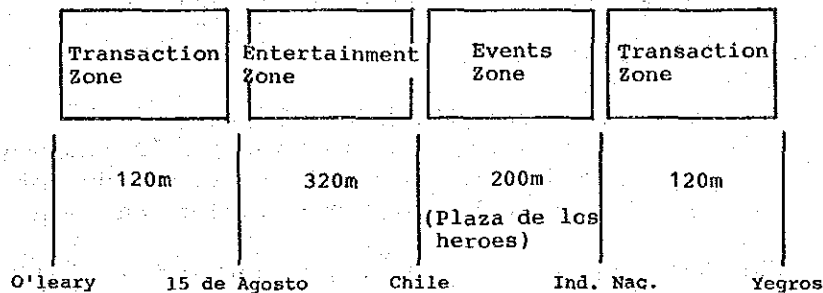 Transaction Zone
Entertainment Zone
Events Zone
Transaction Zone
120m
320m
200m
120m
(Plaza de lcs
heroes)
O'leary
15 de Agosto
Chile
Ind. Nac.
Yegros